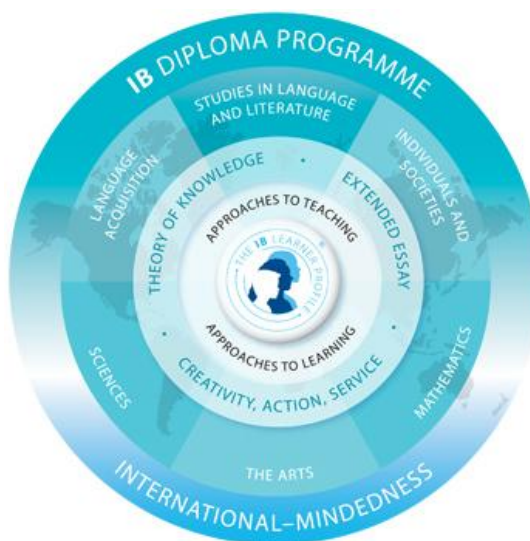 IB DIPLOMA PROGRAMME
STUDIES IN LANGUAGE
AND LITERATURE
LANGUAGE
ACQUISITION
INDIVIDUALS AND
SOCIETIES
THEORY OF KNOWLEDGE
EXTENDED ESSAY
APPROACHES TO TEACHING
THE IB LEARNER PROFILE
®
APPROACHES TO LEARNING
CREATIVITY, ACTION, SERVICE
SCIENCES
MATHEMATICS
THE ARTS
INTERNATIONAL–MINDEDNESS